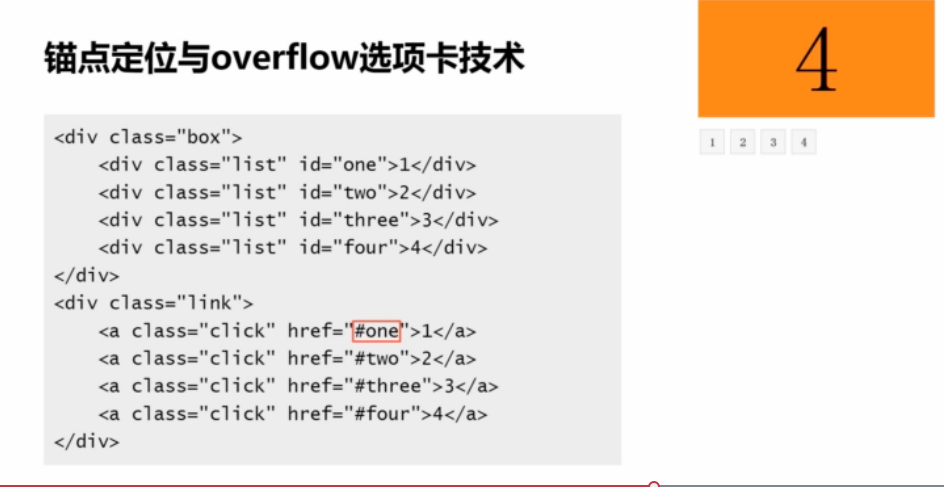 锚点定位与overflow选项卡技术
4
1 2 3 4
<div class="box">
    <div class="list" id="one">1</div>
    <div class="list" id="two">2</div>
    <div class="list" id="three">3</div>
    <div class="list" id="four">4</div>
</div>
<div class="link">
    <a class="click" href="#one">1</a>
    <a class="click" href="#two">2</a>
    <a class="click" href="#three">3</a>
    <a class="click" href="#four">4</a>
</div>